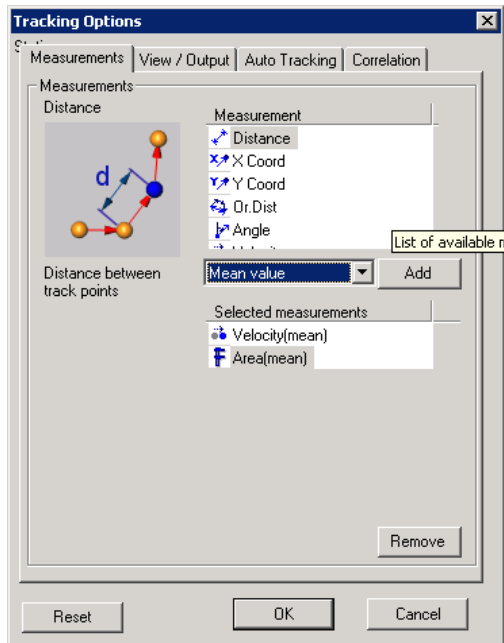 Tracking Options
Measurements
View / Output
Auto Tracking
Correlation
Measurements
Distance
Measurement
d
Distance
X Coord
Y Coord
Or.Dist
Angle
List of available
Distance between
track points
Mean value
Add
Selected measurements
Velocity(mean)
Area(mean)
Remove
Reset
OK
Cancel